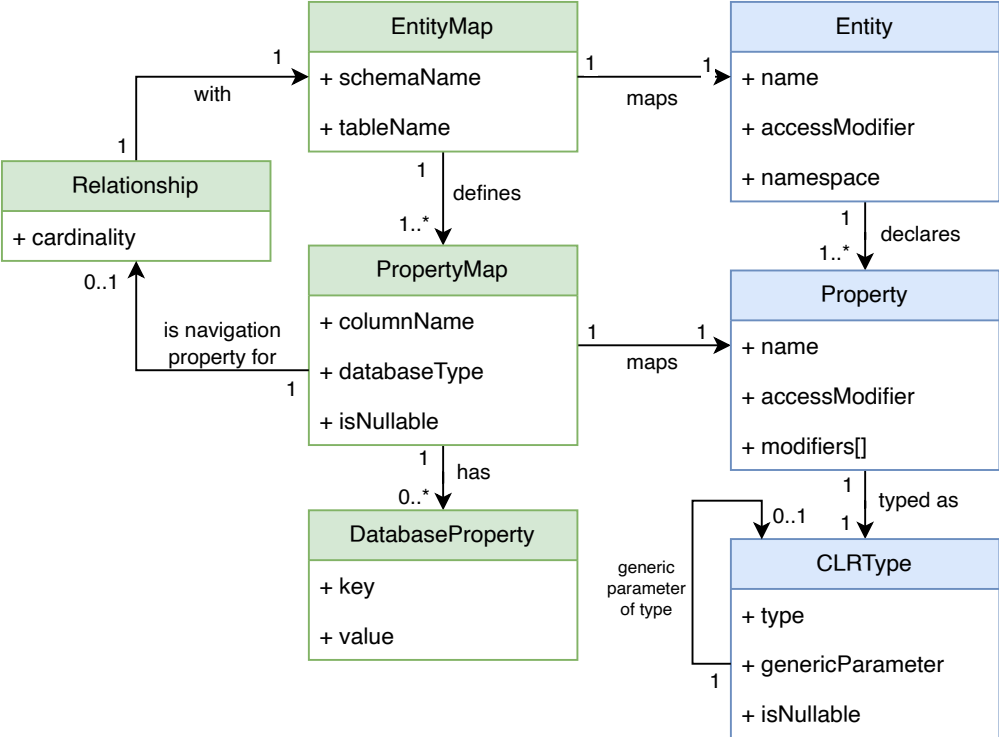 EntityMap
+ schemaName
+ tableName
Entity
+ name
+ accessModifier
+ namespace
1
with
1
1
maps
1
Relationship
+ cardinality
0..1
1
defines
1..*
1
declares
1..*
PropertyMap
+ columnName
+ databaseType
+ isNullable
is navigation
property for
1
1
maps
1
Property
+ name
+ accessModifier
+ modifiers[]
1
has
0..*
1
typed as
1
DatabaseProperty
+ key
+ value
0..1
generic
parameter
of type
1
CLRType
+ type
+ genericParameter
+ isNullable